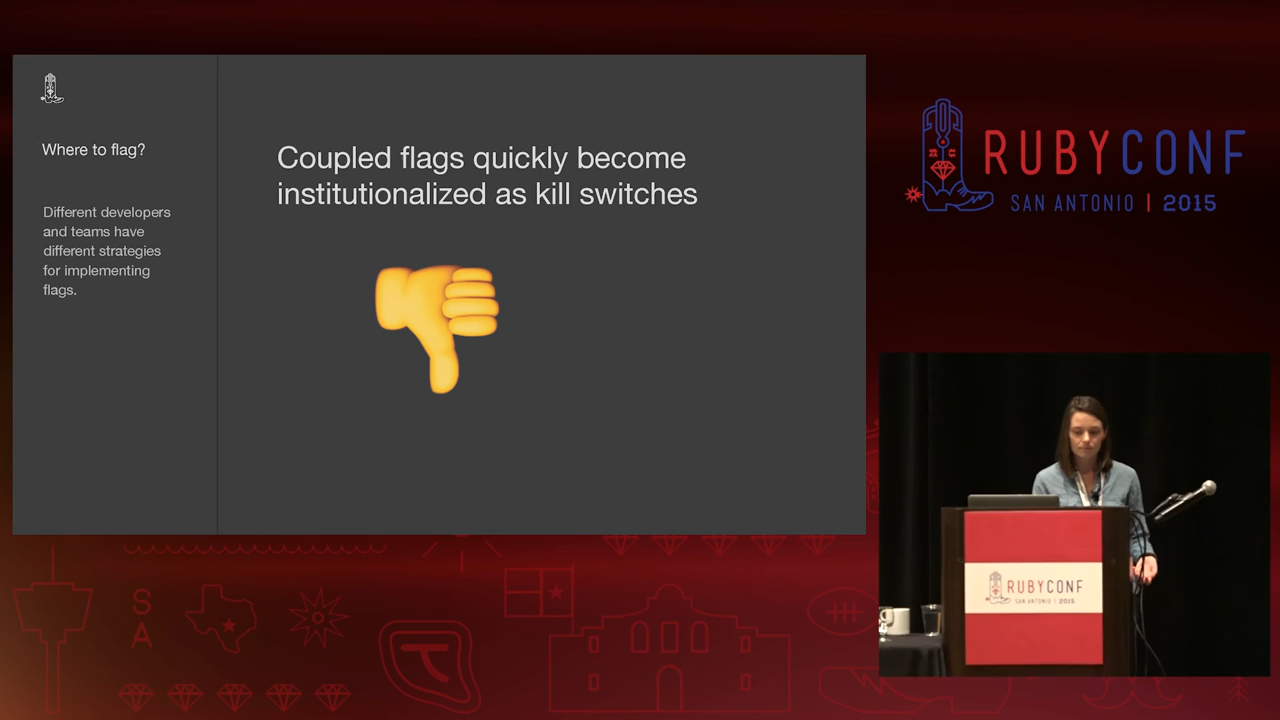 Where to flag?
Different developers
and teams have
different strategies
for implementing
flags.
Coupled flags quickly become
institutionalized as kill switches
RUBYCONF
SAN ANTONIO | 2015
S
A
RUBYCONF
SAN ANTONIO | 2015